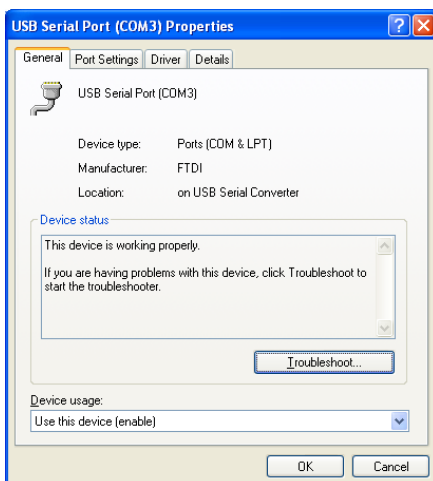 USB Serial Port (COM3) Properties
General Port Settings Driver Details
USB Serial Port (COM3)
Device type: Ports (COM & LPT)
Manufacturer: FTDI
Location: on USB Serial Converter
Device status
This device is working properly.
If you are having problems with this device, click Troubleshoot to
start the troubleshooter.
Troubleshoot...
Device usage:
Use this device (enable)
OK Cancel